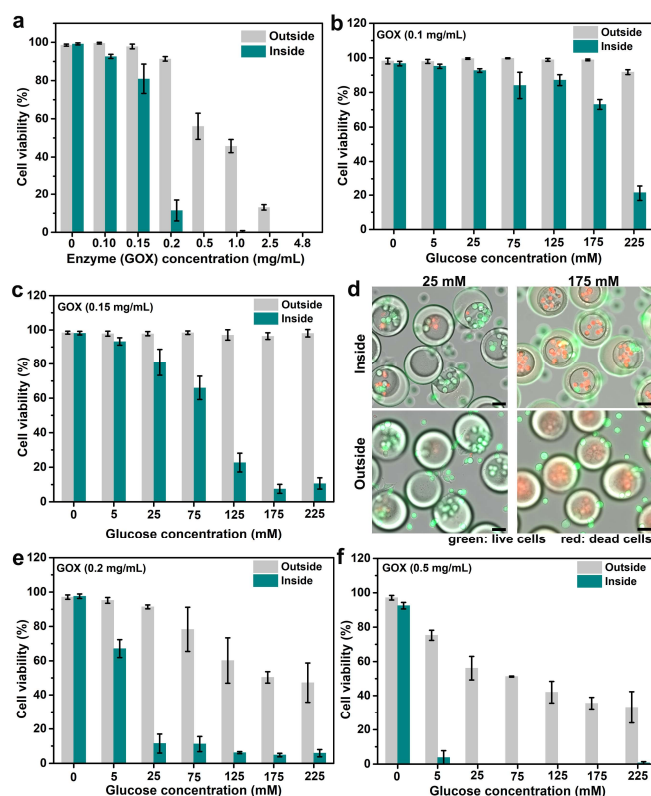 a
Outside
Inside
Cell viability (%)
100
80
60
40
20
0
0 0.10 0.15 0.2 0.5 1.0 2.5 4.8
Enzyme (GOX) concentration (mg/mL)
b
GOX (0.1 mg/mL)
Outside
Inside
Cell viability (%)
120
100
80
60
40
20
0
0 5 25 75 125 175 225
Glucose concentration (mM)
c
GOX (0.15 mg/mL)
Outside
Inside
Cell viability (%)
120
100
80
60
40
20
0
0 5 25 75 125 175 225
Glucose concentration (mM)
d
25 mM 175 mM
Inside
Outside
green: live cells red: dead cells
e
GOX (0.2 mg/mL)
Outside
Inside
Cell viability (%)
120
100
80
60
40
20
0
0 5 25 75 125 175 225
Glucose concentration (mM)
f
GOX (0.5 mg/mL)
Outside
Inside
Cell viability (%)
120
100
80
60
40
20
0
0 5 25 75 125 175 225
Glucose concentration (mM)